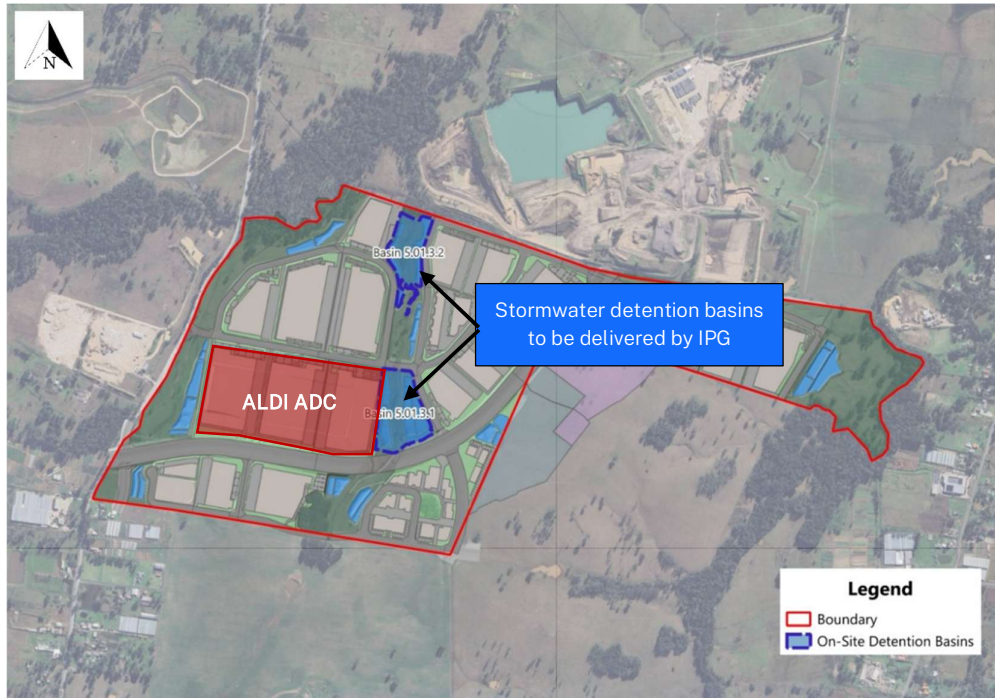 N
Basin 5.01.3.2
Stormwater detention basins
to be delivered by IPG
ALDI ADC
Basin 5.01.3.1
Legend
Boundary
On-Site Detention Basins